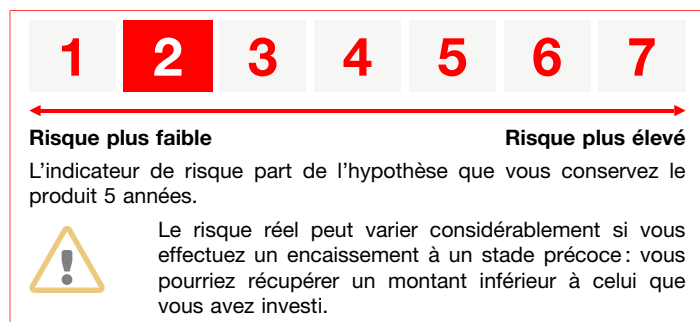 1 2 3 4 5 6 7
Risque plus faible Risque plus élevé
L'indicateur de risque part de l'hypothèse que vous conservez le
produit 5 années.
Le risque réel peut varier considérablement si vous
effectuez un encaissement à un stade précoce : vous
pourriez récupérer un montant inférieur à celui que
vous avez investi.